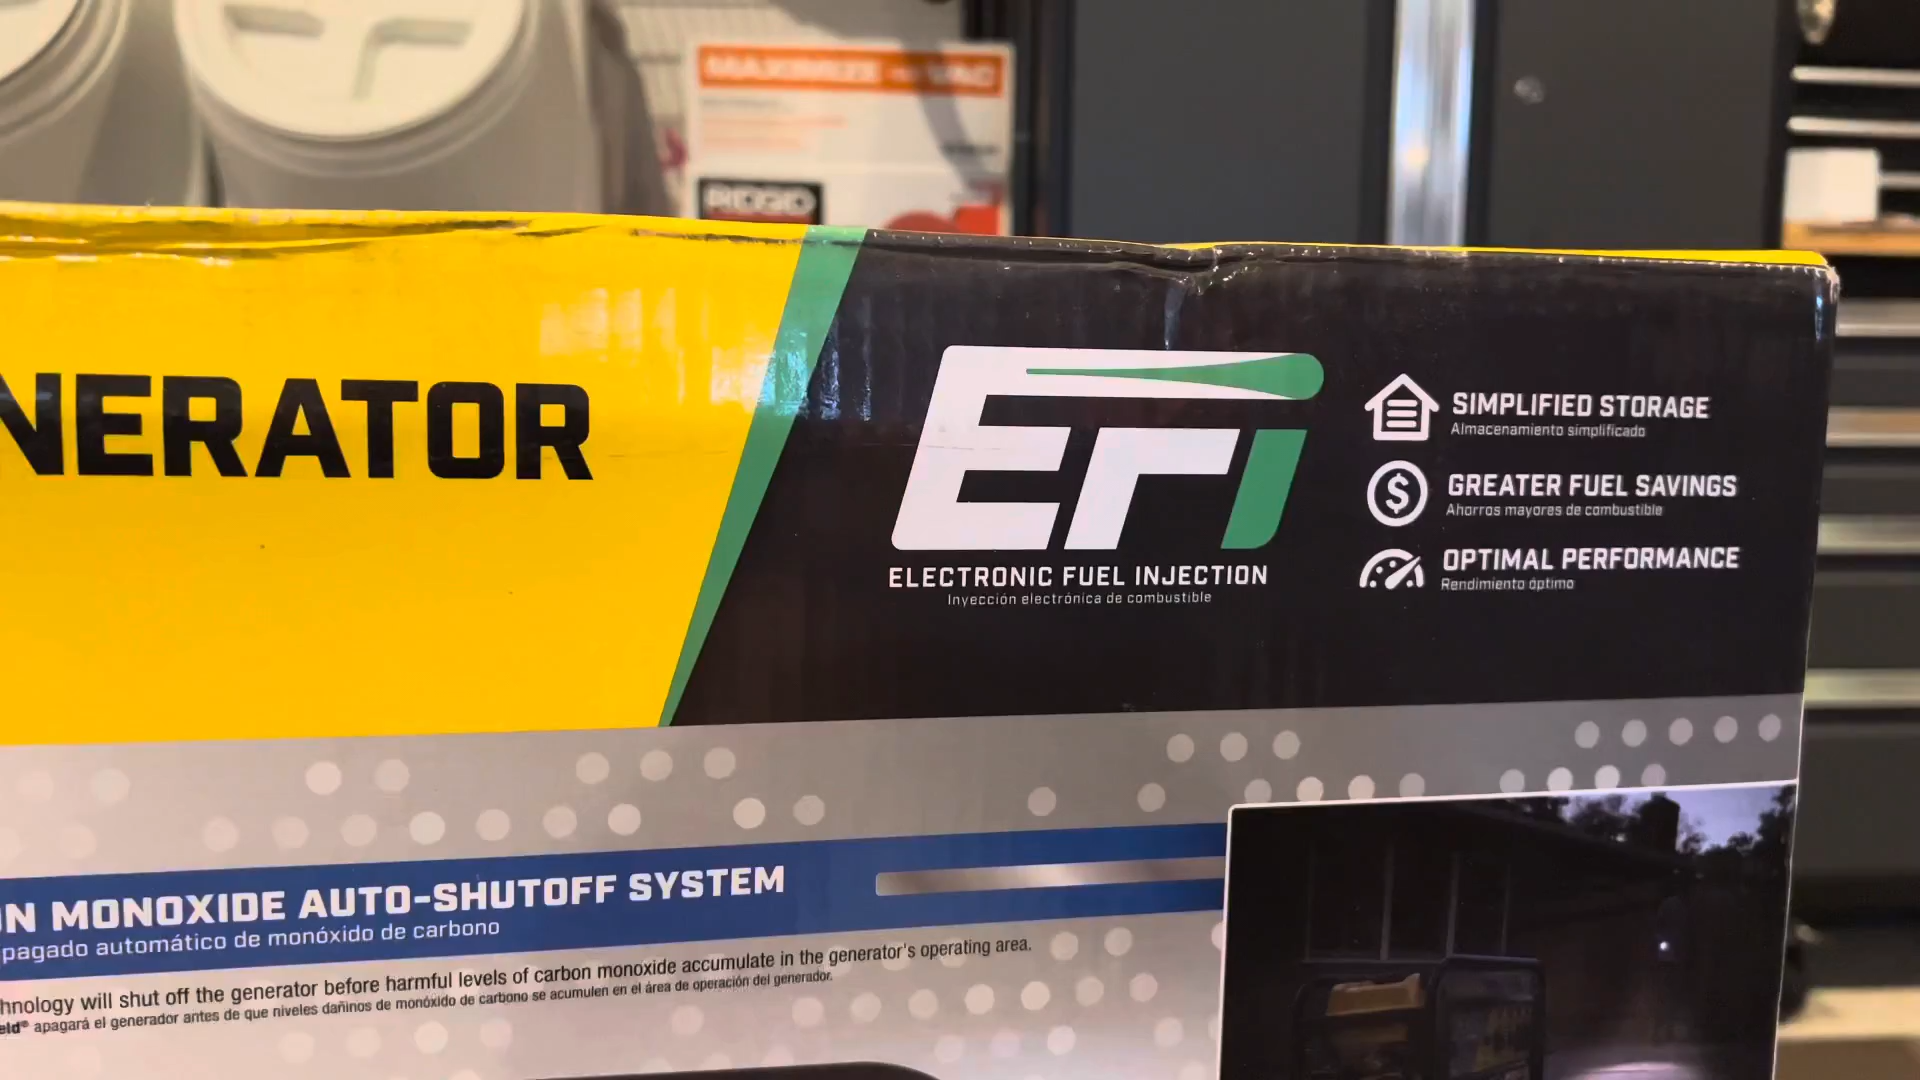 MAXIMIZE
VAC
RIDGID
NERATOR
EFI
ELECTRONIC FUEL INJECTION
Inyección electrónica de combustible
SIMPLIFIED STORAGE
Almacenamiento simplificado
GREATER FUEL SAVINGS
Ahorros mayores de combustible
OPTIMAL PERFORMANCE
Rendimiento óptimo
N MONOXIDE AUTO-SHUTOFF SYSTEM
pagado automático de monóxido de carbono
hnology will shut off the generator before harmful levels of carbon monoxide accumulate in the generator's operating area.
eld® apagará el generador antes de que niveles dañinos de monóxido de carbono se acumulen en el área de operación del generador.